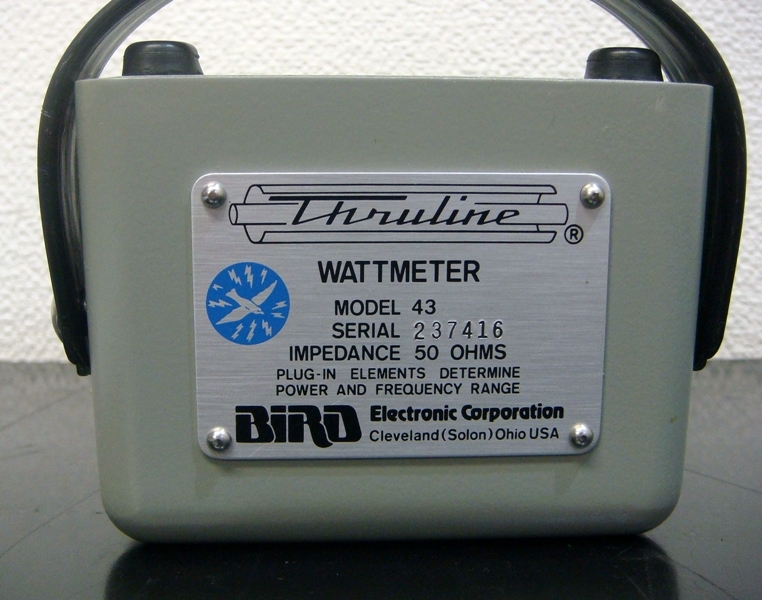 Thruline ®
WATTMETER
MODEL 43
SERIAL 237416
IMPEDANCE 50 OHMS
PLUG-IN ELEMENTS DETERMINE
POWER AND FREQUENCY RANGE
BIRD Electronic Corporation
Cleveland (Solon) Ohio USA